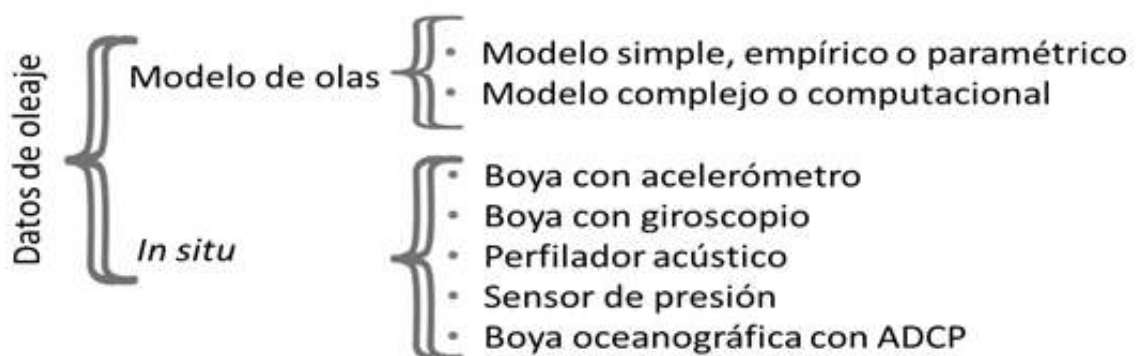 Datos de oleaje
Modelo de olas
• Modelo simple, empírico o paramétrico
• Modelo complejo o computacional
In situ
• Boya con acelerómetro
• Boya con giroscopio
• Perfilador acústico
• Sensor de presión
• Boya oceanográfica con ADCP